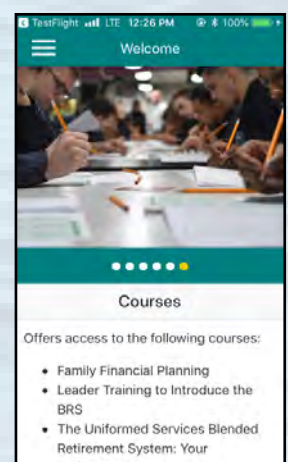 TestFlight LTE 12:26 PM 100%
Welcome
Courses
Offers access to the following courses:
• Family Financial Planning
• Leader Training to Introduce the
BRS
• The Uniformed Services Blended
Retirement System: Your